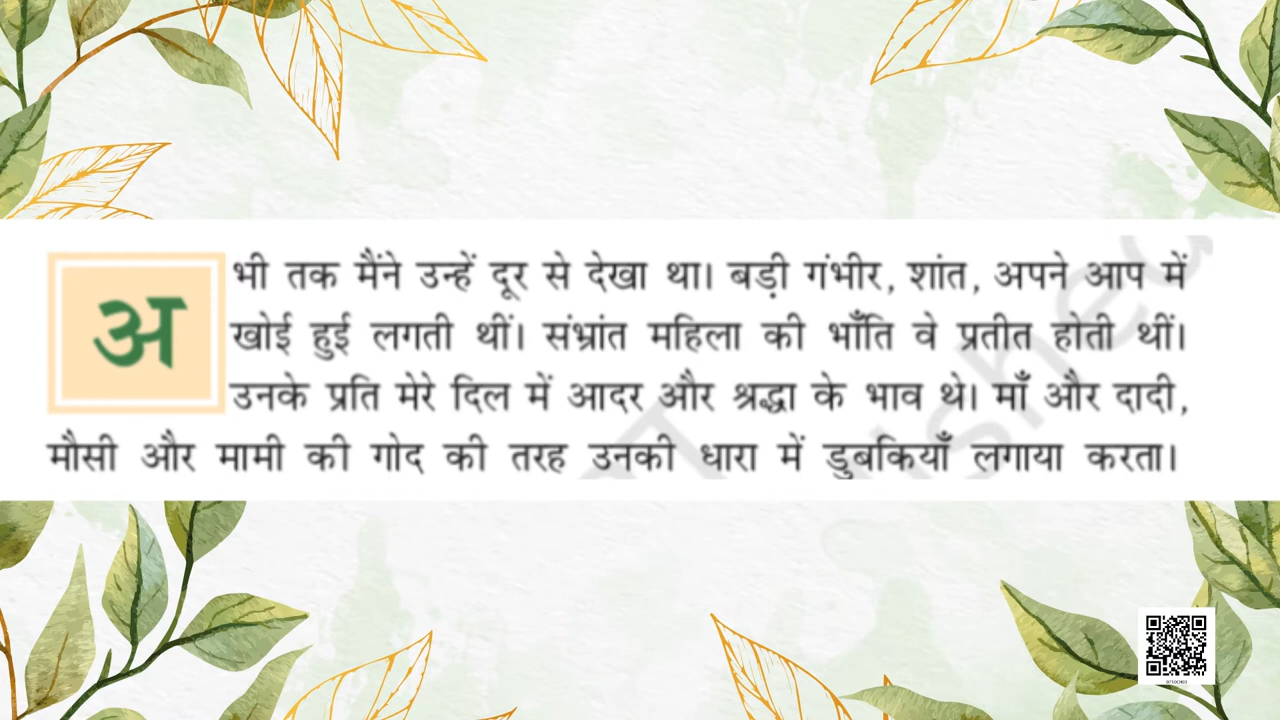 अभी तक मैंने उन्हें दूर से देखा था। बड़ी गंभीर, शांत, अपने आप में
खोई हुई लगती थीं। संभ्रांत महिला की भाँति वे प्रतीत होती थीं।
उनके प्रति मेरे दिल में आदर और श्रद्धा के भाव थे। माँ और दादी,
मौसी और मामी की गोद की तरह उनकी धारा में डुबकियाँ लगाया करता।